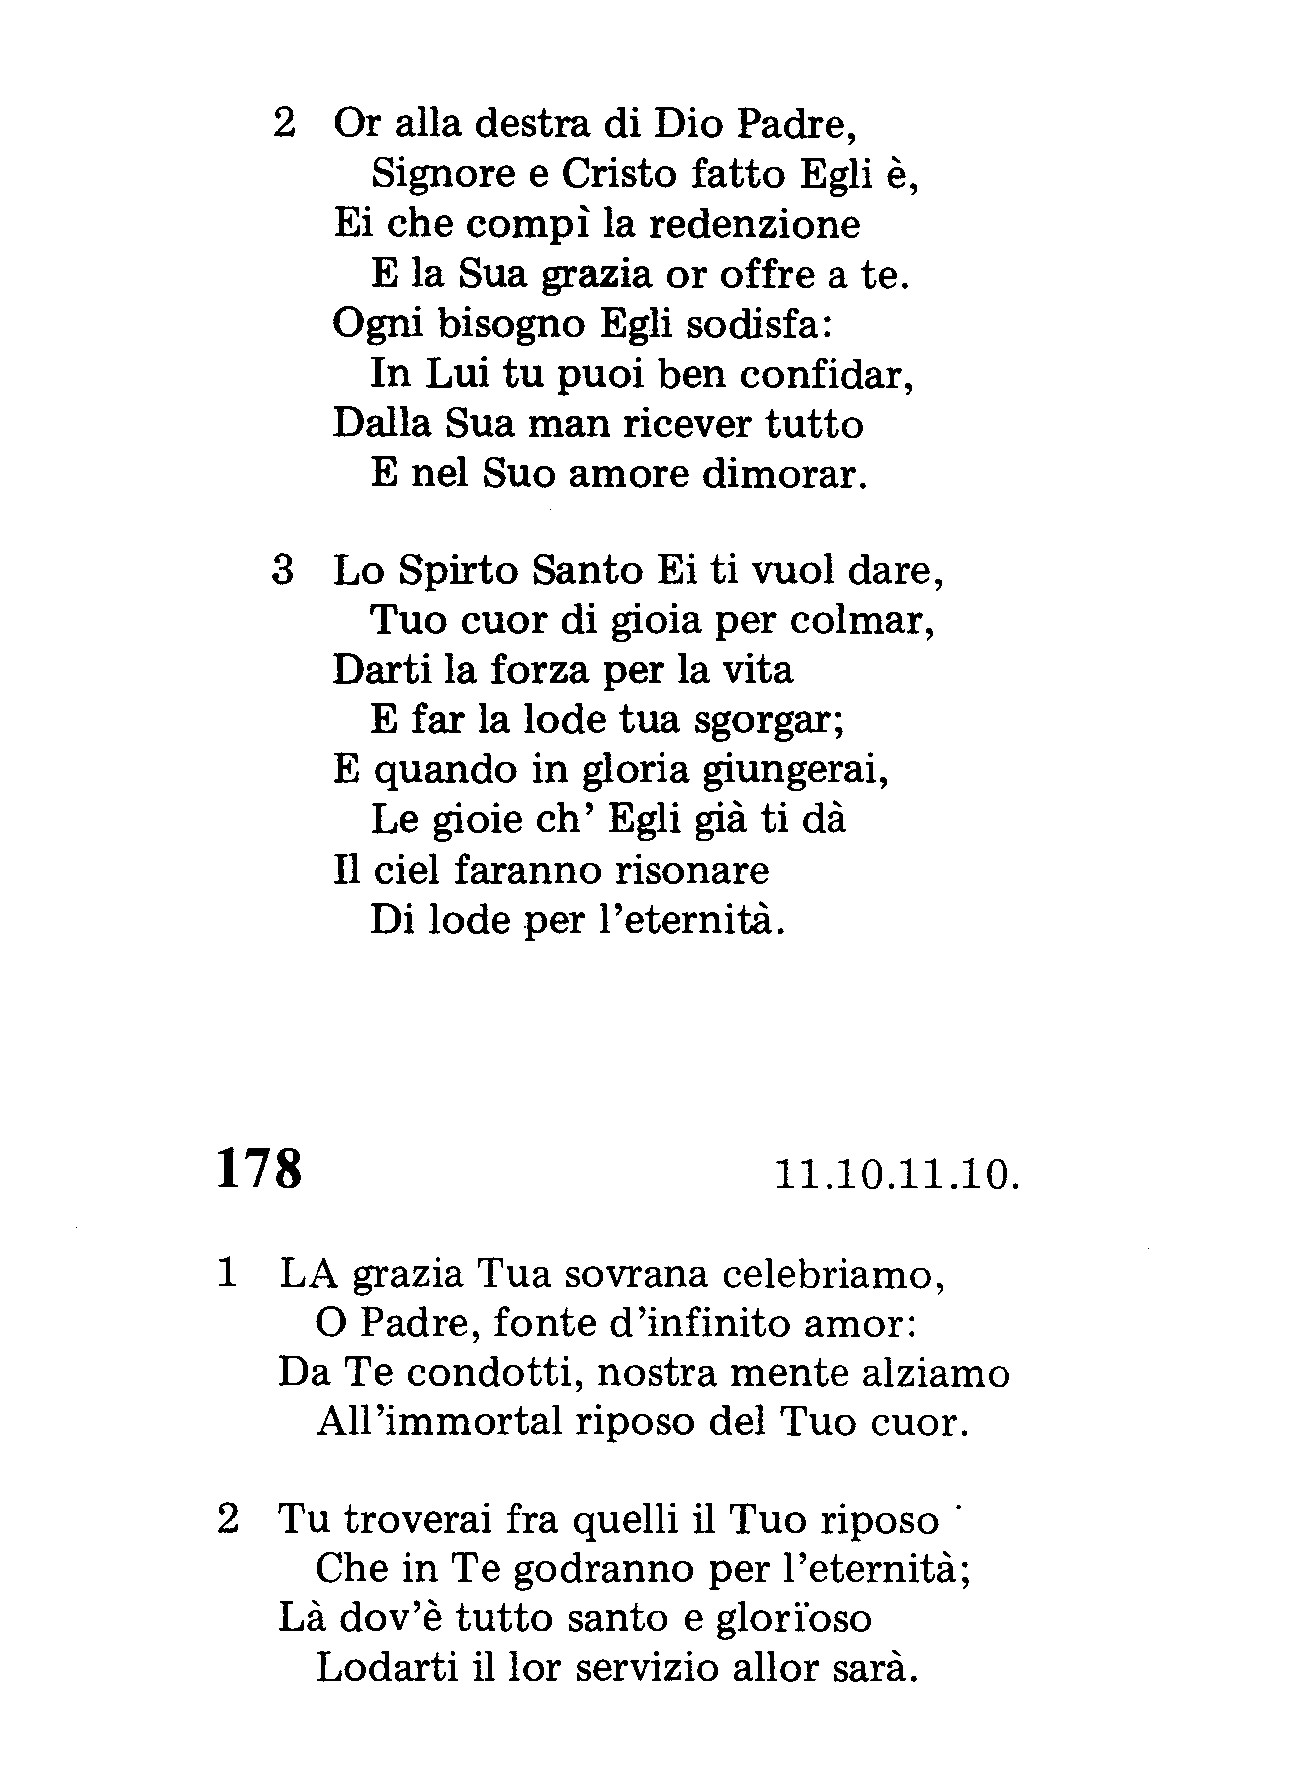 2 Or alla destra di Dio Padre,
Signore e Cristo fatto Egli è,
Ei che compì la redenzione
E la Sua grazia or offre a te.
Ogni bisogno Egli sodisfa:
In Lui tu puoi ben confidar,
Dalla Sua man ricever tutto
E nel Suo amore dimorar.
3 Lo Spirto Santo Ei ti vuol dare,
Tuo cuor di gioia per colmar,
Darti la forza per la vita
E far la lode tua sgorgar;
E quando in gloria giungerai,
Le gioie ch' Egli già ti dà
Il ciel faranno risonare
Di lode per l'eternità.
178 11.10.11.10.
1 LA grazia Tua sovrana celebriamo,
O Padre, fonte d'infinito amor:
Da Te condotti, nostra mente alziamo
All'immortal riposo del Tuo cuor.
2 Tu troverai fra quelli il Tuo riposo
Che in Te godranno per l'eternità;
Là dov'è tutto santo e glorïoso
Lodarti il lor servizio allor sarà.